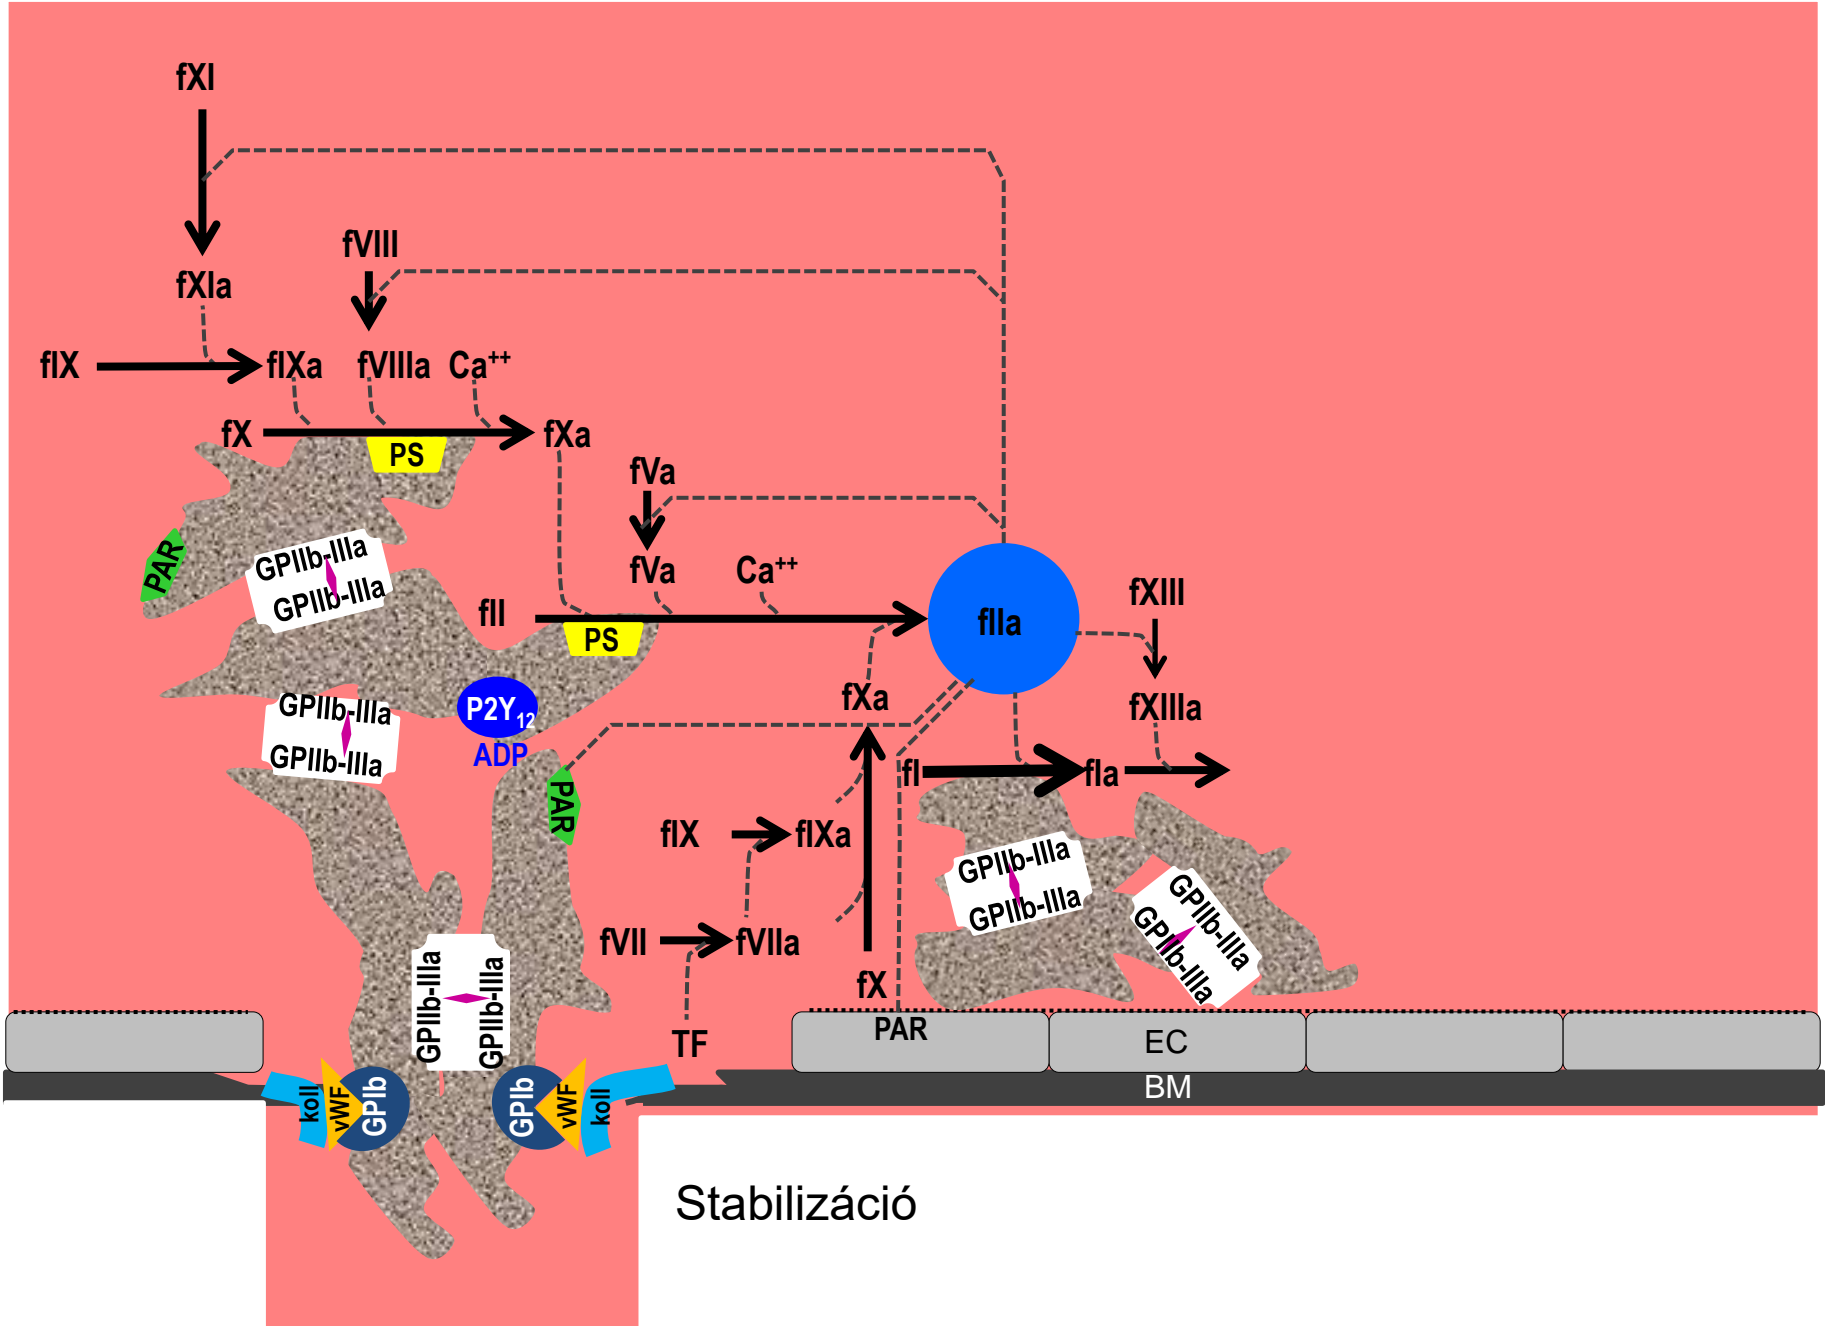 fXI
fVIII
fXIa
fIX
fIXa
fVIIIa
Ca++
fX
fXa
PS
fVa
PAR
GPIIb-IIIa
GPIIb-IIIa
fVa
Ca++
fII
PS
fIIa
fXIII
fXa
fXIIIa
GPIIb-IIIa
GPIIb-IIIa
P2Y12
ADP
PAR
fI
fIa
fIX
fIXa
GPIIb-IIIa
GPIIb-IIIa
GPIIb-IIIa
GPIIb-IIIa
fVII
fVIIa
fX
GPIIb-IIIa
GPIIb-IIIa
TF
PAR
EC
BM
koll
vWF
GPIb
GPIb
vWF
koll
Stabilizáció